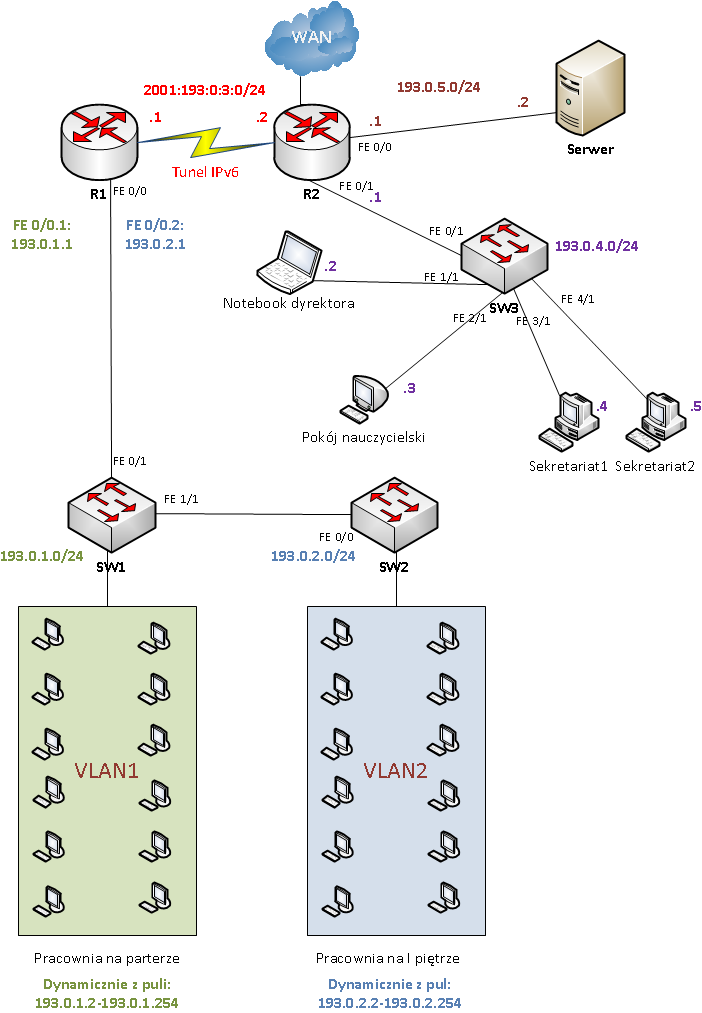 WAN
2001:193:0:3:0/24
193.0.5.0/24
.1
.2
.1
.2
FE 0/0
Serwer
Tunel IPv6
R1
R2
FE 0/0
FE 0/1
.1
FE 0/0.1:
193.0.1.1
FE 0/0.2:
193.0.2.1
FE 0/1
193.0.4.0/24
.2
FE 1/1
Notebook dyrektora
SW3
FE 4/1
FE 2/1
FE 3/1
.3
Pokój nauczycielski
.4
.5
Sekretariat1
Sekretariat2
FE 0/1
FE 1/1
FE 0/0
193.0.1.0/24
SW1
193.0.2.0/24
SW2
VLAN1
VLAN2
Pracownia na parterze
Pracownia na I piętrze
Dynamicznie z puli:
193.0.1.2-193.0.1.254
Dynamicznie z pul:
193.0.2.2-193.0.2.254